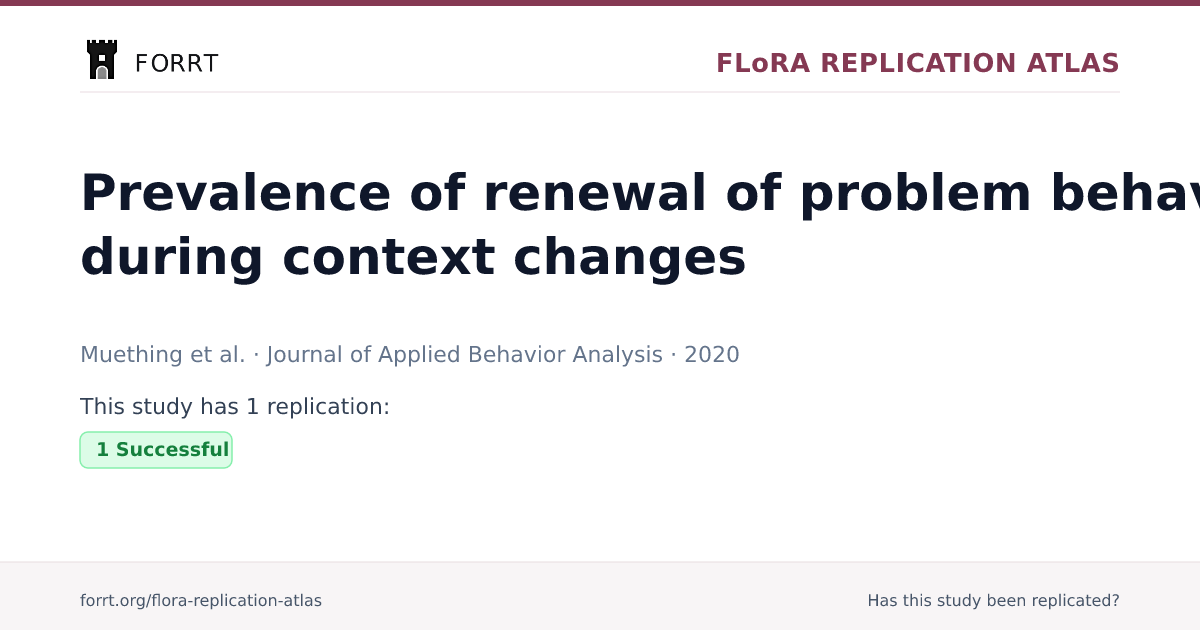 FORRT
FLoRA REPLICATION ATLAS
Prevalence of renewal of problem behav
during context changes
Muething et al. · Journal of Applied Behavior Analysis · 2020
This study has 1 replication:
1 Successful
forrt.org/flora-replication-atlas
Has this study been replicated?